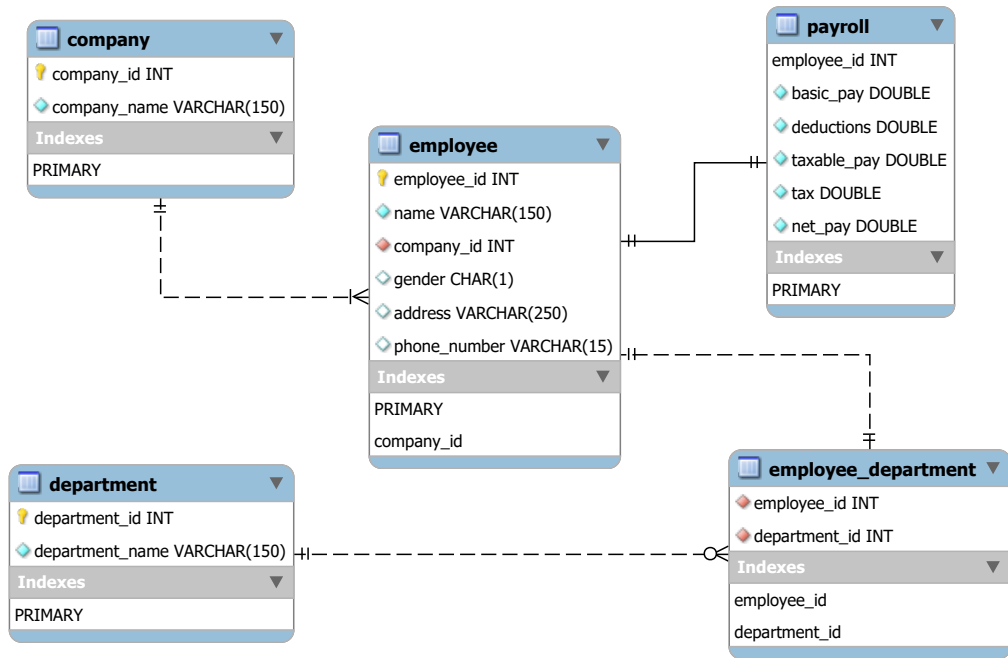 company
company_id INT
company_name VARCHAR(150)
Indexes
PRIMARY
payroll
employee_id INT
basic_pay DOUBLE
deductions DOUBLE
taxable_pay DOUBLE
tax DOUBLE
net_pay DOUBLE
Indexes
PRIMARY
employee
employee_id INT
name VARCHAR(150)
company_id INT
gender CHAR(1)
address VARCHAR(250)
phone_number VARCHAR(15)
Indexes
PRIMARY
company_id
department
department_id INT
department_name VARCHAR(150)
Indexes
PRIMARY
employee_department
employee_id INT
department_id INT
Indexes
employee_id
department_id